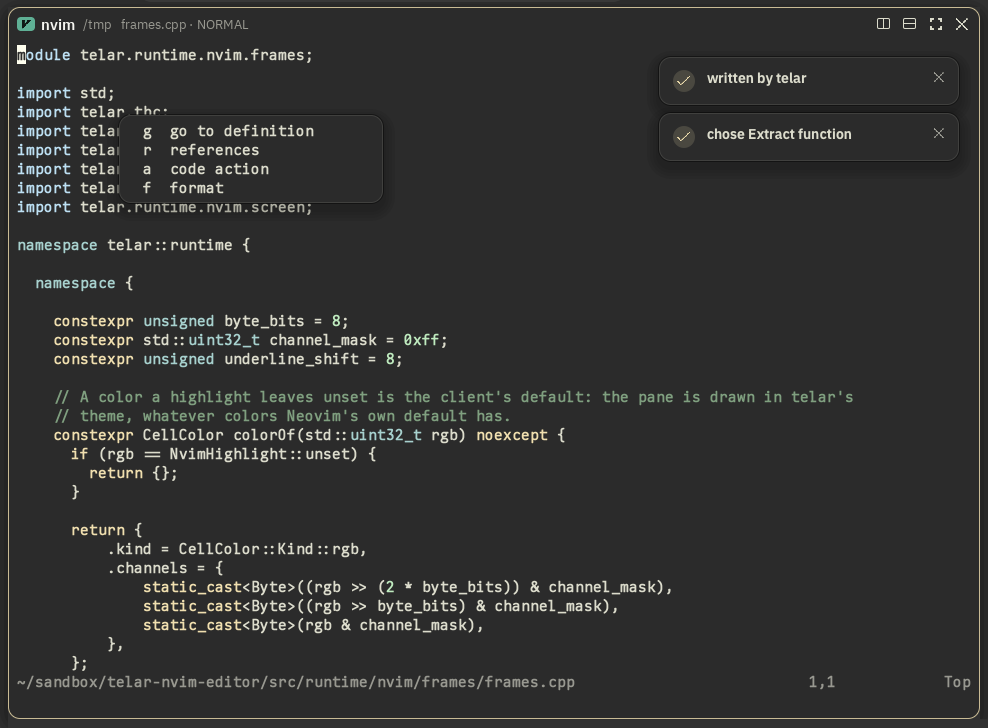 nvim /tmp frames.cpp · NORMAL
module telar.runtime.nvim.frames;
written by telar
chose Extract function
import std;
import telar.tbc;
import telar
import telar
import telar
import telar
import telar.runtime.nvim.screen;
g go to definition
r references
a code action
f format
namespace telar::runtime {
namespace {
constexpr unsigned byte_bits = 8;
constexpr std::uint32_t channel_mask = 0xff;
constexpr unsigned underline_shift = 8;
// A color a highlight leaves unset is the client's default: the pane is drawn in telar's
// theme, whatever colors Neovim's own default has.
constexpr CellColor colorOf(std::uint32_t rgb) noexcept {
if (rgb == NvimHighlight::unset) {
return {};
}
return {
.kind = CellColor::Kind::rgb,
.channels = {
static_cast<Byte>((rgb >> (2 * byte_bits)) & channel_mask),
static_cast<Byte>((rgb >> byte_bits) & channel_mask),
static_cast<Byte>(rgb & channel_mask),
},
};
~/sandbox/telar-nvim-editor/src/runtime/nvim/frames/frames.cpp 1,1 Top